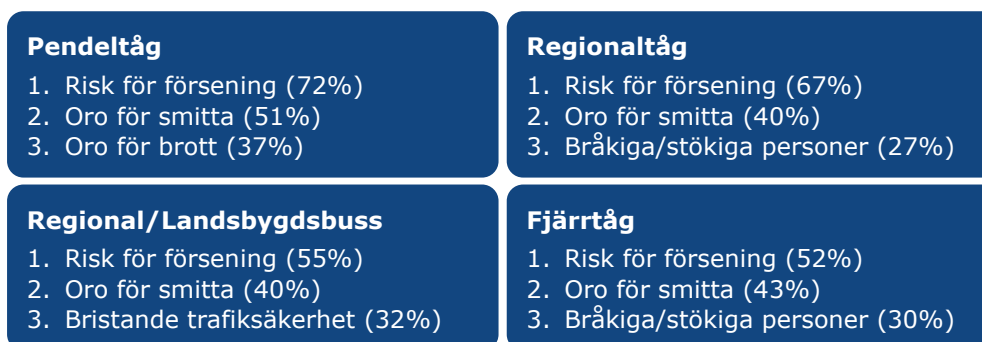 Pendeltåg
1. Risk för försening (72%)
2. Oro för smitta (51%)
3. Oro för brott (37%)
Regionaltåg
1. Risk för försening (67%)
2. Oro för smitta (40%)
3. Bråkiga/stökiga personer (27%)
Regional/Landsbygdsbuss
1. Risk för försening (55%)
2. Oro för smitta (40%)
3. Bristande trafiksäkerhet (32%)
Fjärrtåg
1. Risk för försening (52%)
2. Oro för smitta (43%)
3. Bråkiga/stökiga personer (30%)